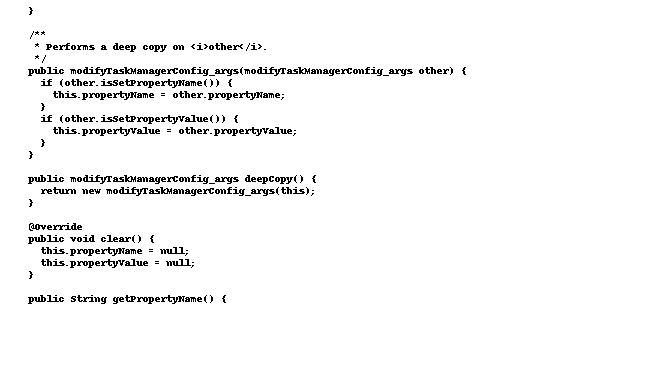 }
/**
* Performs a deep copy on <i>other</i>.
*/
public modifyTaskManagerConfig_args(modifyTaskManagerConfig_args other) {
if (other.isSetPropertyName()) {
this.propertyName = other.propertyName;
}
if (other.isSetPropertyValue()) {
this.propertyValue = other.propertyValue;
}
}
public modifyTaskManagerConfig_args deepCopy() {
return new modifyTaskManagerConfig_args(this);
}
@Override
public void clear() {
this.propertyName = null;
this.propertyValue = null;
}
public String getPropertyName() {